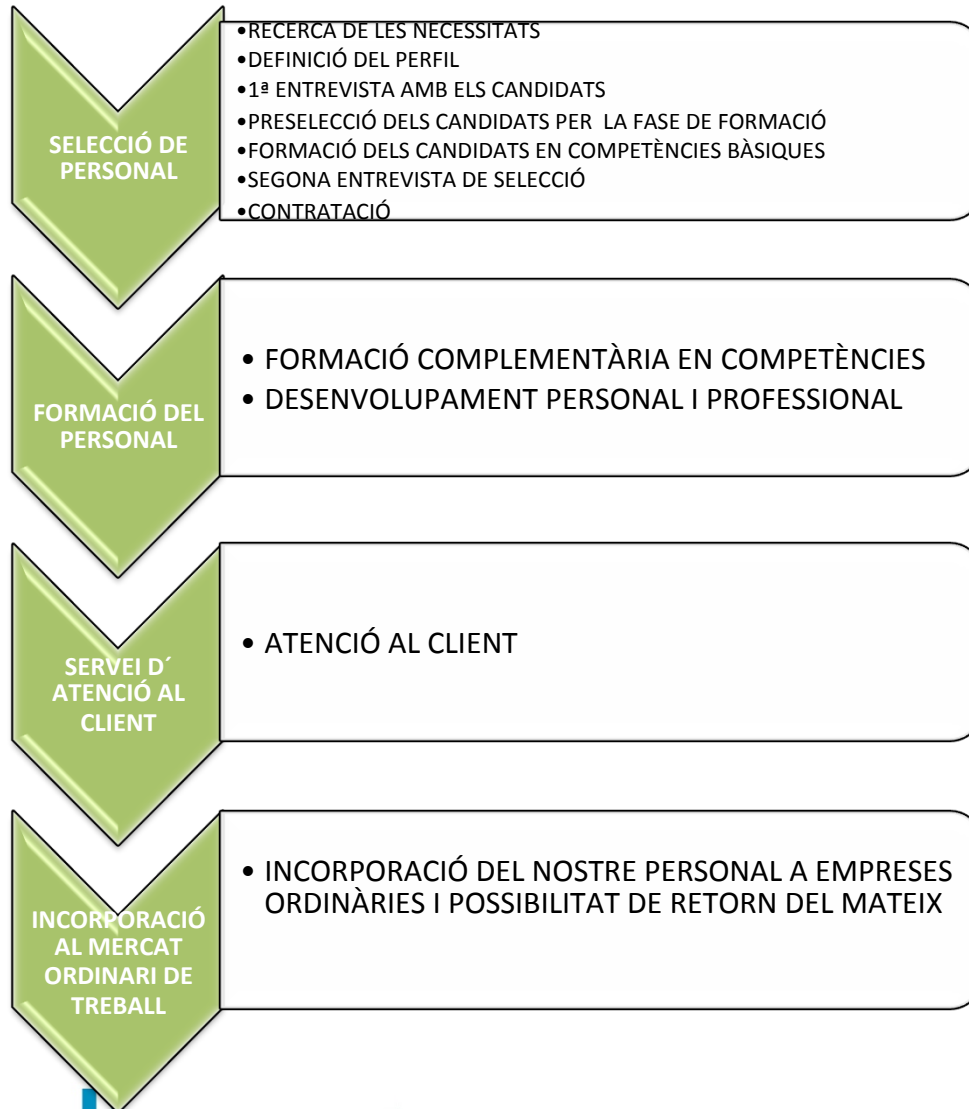 SELECCIÓ DE
PERSONAL
•RECERCA DE LES NECESSITATS
•DEFINICIÓ DEL PERFIL
•1ª ENTREVISTA AMB ELS CANDIDATS
•PRESELECCIÓ DELS CANDIDATS PER LA FASE DE FORMACIÓ
•FORMACIÓ DELS CANDIDATS EN COMPETÈNCIES BÀSIQUES
•SEGONA ENTREVISTA DE SELECCIÓ
•CONTRATACIÓ
FORMACIÓ DEL
PERSONAL
• FORMACIÓ COMPLEMENTÀRIA EN COMPETÈNCIES
• DESENVOLUPAMENT PERSONAL I PROFESSIONAL
SERVEI D´
ATENCIÓ AL
CLIENT
• ATENCIÓ AL CLIENT
INCORPORACIÓ
AL MERCAT
ORDINARI DE
TREBALL
• INCORPORACIÓ DEL NOSTRE PERSONAL A EMPRESES
ORDINÀRIES I POSSIBILITAT DE RETORN DEL MATEIX